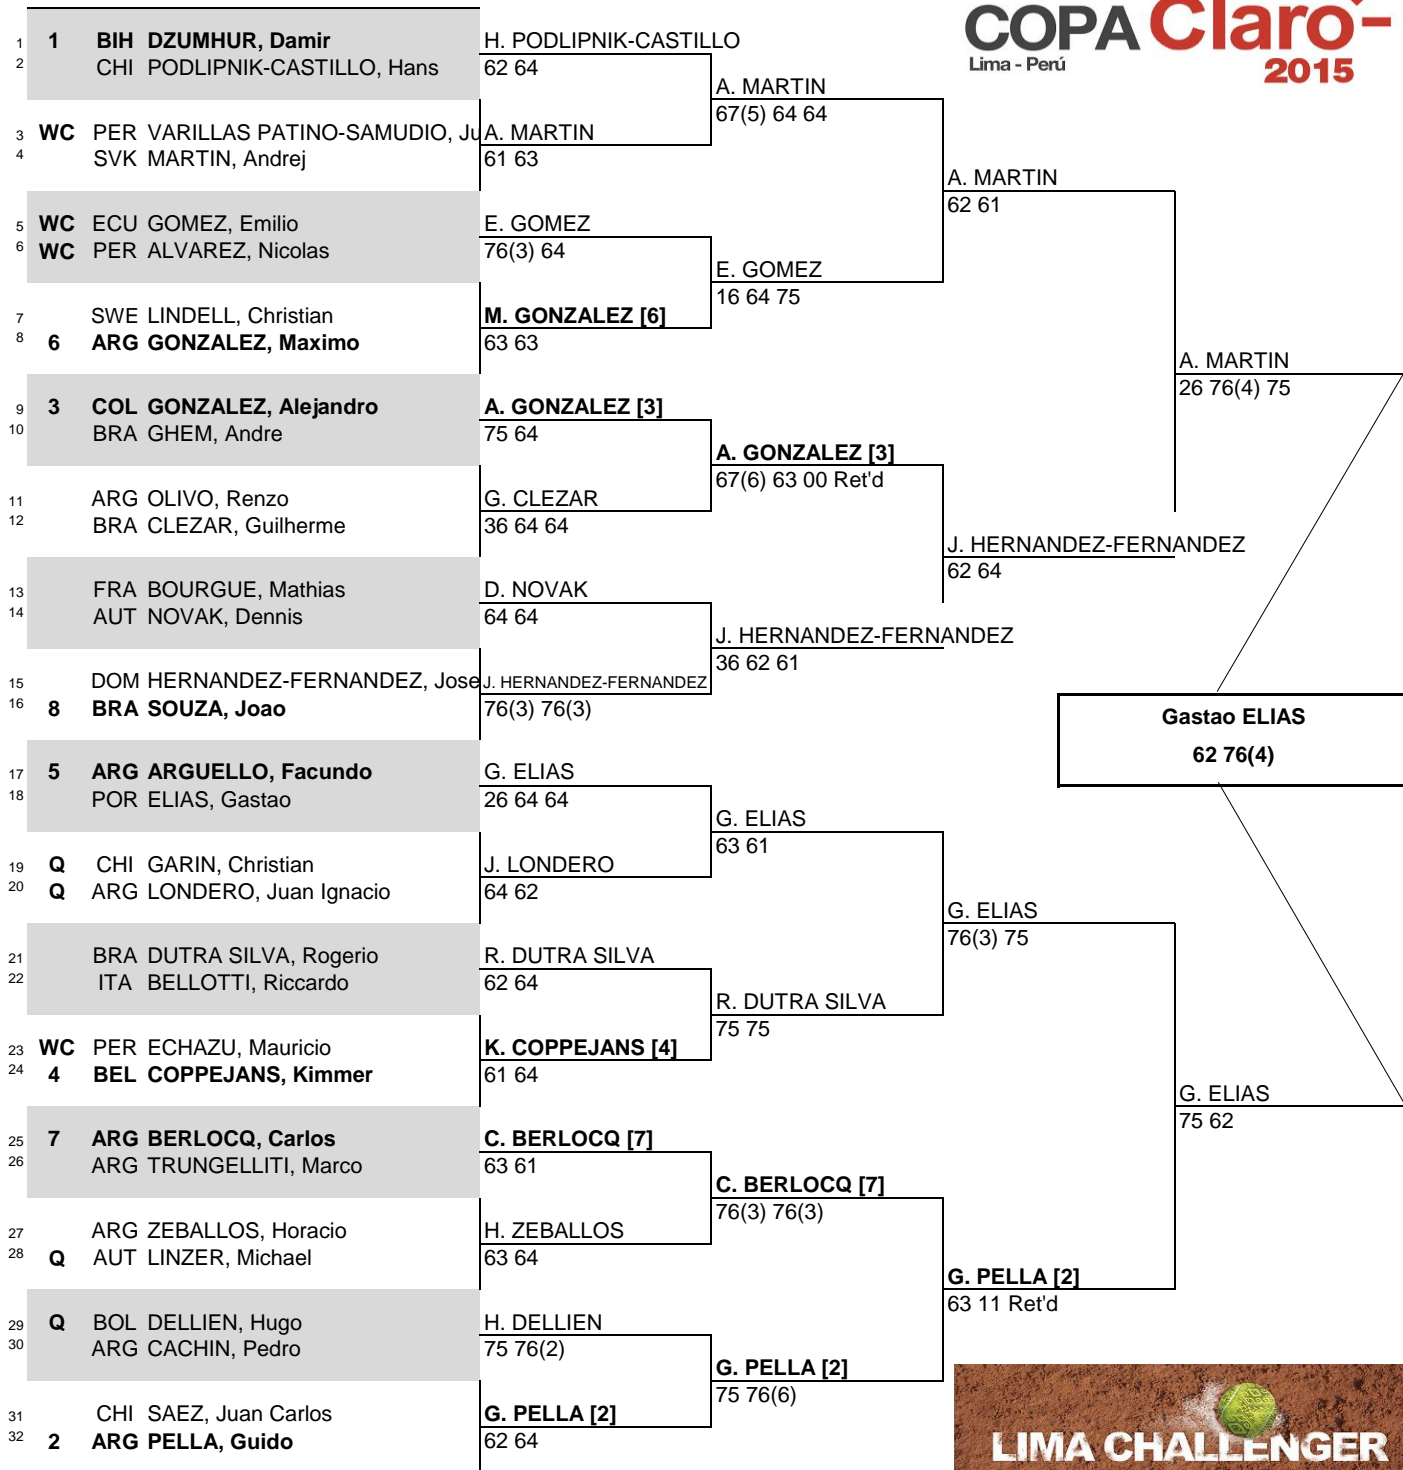 COPA Claro-
Lima - Perú
2015
1 1 BIH DZUMHUR, Damir
2 CHI PODLIPNIK-CASTILLO, Hans
3 WC PER VARILLAS PATINO-SAMUDIO, Ju
4 SVK MARTIN, Andrej
5 WC ECU GOMEZ, Emilio
6 WC PER ALVAREZ, Nicolas
7 SWE LINDELL, Christian
8 6 ARG GONZALEZ, Maximo
9 3 COL GONZALEZ, Alejandro
10 BRA GHEM, Andre
11 ARG OLIVO, Renzo
12 BRA CLEZAR, Guilherme
13 FRA BOURGUE, Mathias
14 AUT NOVAK, Dennis
15 DOM HERNANDEZ-FERNANDEZ, Jose
16 8 BRA SOUZA, Joao
17 5 ARG ARGUELLO, Facundo
18 POR ELIAS, Gastao
19 Q CHI GARIN, Christian
20 Q ARG LONDERO, Juan Ignacio
21 BRA DUTRA SILVA, Rogerio
22 ITA BELLOTTI, Riccardo
23 WC PER ECHAZU, Mauricio
24 4 BEL COPPEJANS, Kimmer
25 7 ARG BERLOCQ, Carlos
26 ARG TRUNGELLITI, Marco
27 ARG ZEBALLOS, Horacio
28 Q AUT LINZER, Michael
29 Q BOL DELLIEN, Hugo
30 ARG CACHIN, Pedro
31 CHI SAEZ, Juan Carlos
32 2 ARG PELLA, Guido
H. PODLIPNIK-CASTILLO
62 64
A. MARTIN
61 63
E. GOMEZ
76(3) 64
M. GONZALEZ [6]
63 63
A. GONZALEZ [3]
75 64
G. CLEZAR
36 64 64
D. NOVAK
64 64
J. HERNANDEZ-FERNANDEZ
76(3) 76(3)
G. ELIAS
26 64 64
J. LONDERO
64 62
R. DUTRA SILVA
62 64
K. COPPEJANS [4]
61 64
C. BERLOCQ [7]
63 61
H. ZEBALLOS
63 64
H. DELLIEN
75 76(2)
G. PELLA [2]
62 64
A. MARTIN
67(5) 64 64
E. GOMEZ
16 64 75
A. GONZALEZ [3]
67(6) 63 00 Ret'd
J. HERNANDEZ-FERNANDEZ
36 62 61
G. ELIAS
63 61
R. DUTRA SILVA
75 75
C. BERLOCQ [7]
76(3) 76(3)
G. PELLA [2]
75 76(6)
A. MARTIN
62 61
J. HERNANDEZ-FERNANDEZ
62 64
G. ELIAS
76(3) 75
G. PELLA [2]
63 11 Ret'd
A. MARTIN
26 76(4) 75
G. ELIAS
75 62
Gastao ELIAS
62 76(4)
LIMA CHALLENGER